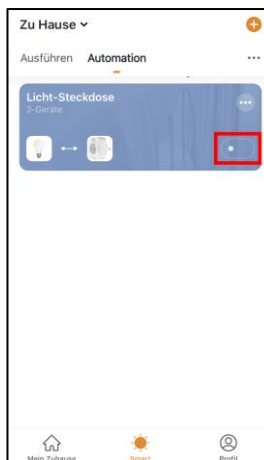 Zu Hause
Ausführen Automation
Licht-Steckdose
2-Geräte
Mein Zuhause Smart Profil